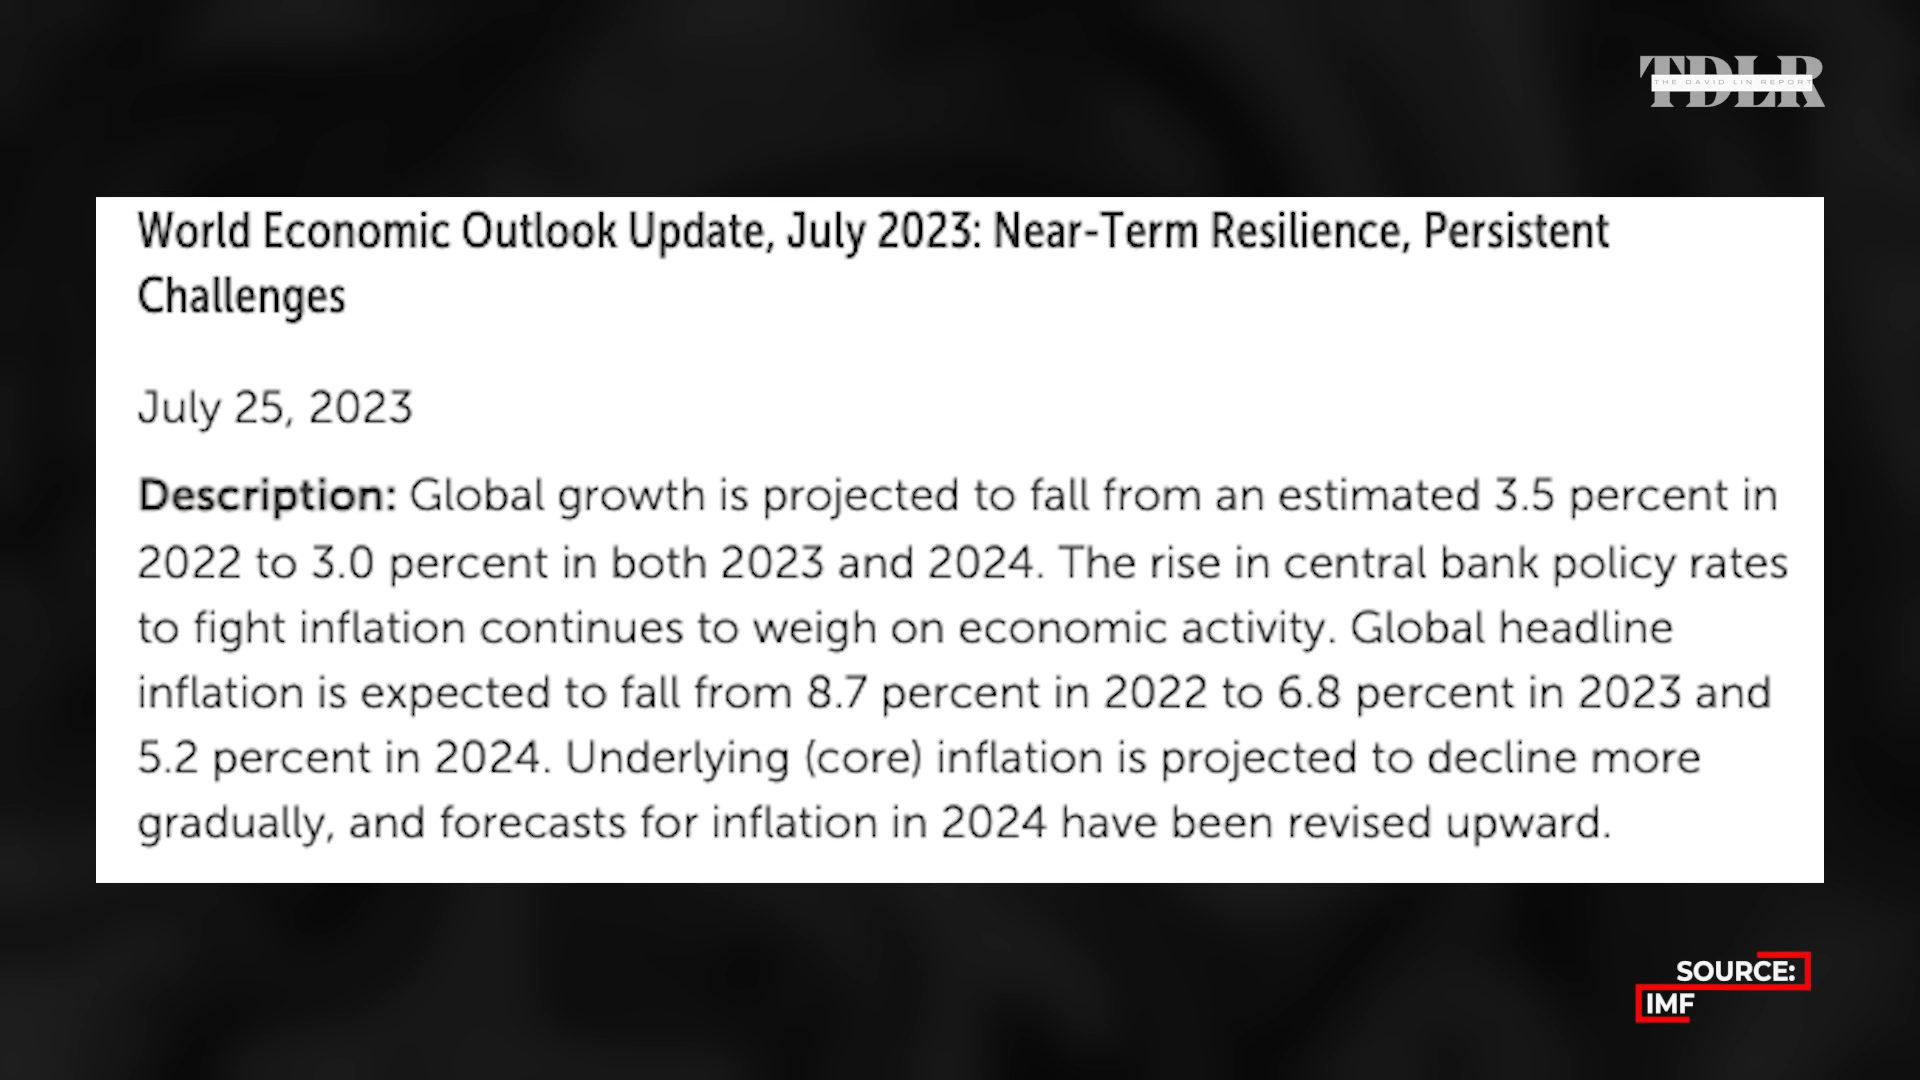 TDLR
THE DAVID LIN REPORT
World Economic Outlook Update, July 2023: Near-Term Resilience, Persistent
Challenges
July 25, 2023
Description: Global growth is projected to fall from an estimated 3.5 percent in
2022 to 3.0 percent in both 2023 and 2024. The rise in central bank policy rates
to fight inflation continues to weigh on economic activity. Global headline
inflation is expected to fall from 8.7 percent in 2022 to 6.8 percent in 2023 and
5.2 percent in 2024. Underlying (core) inflation is projected to decline more
gradually, and forecasts for inflation in 2024 have been revised upward.
SOURCE:
IMF